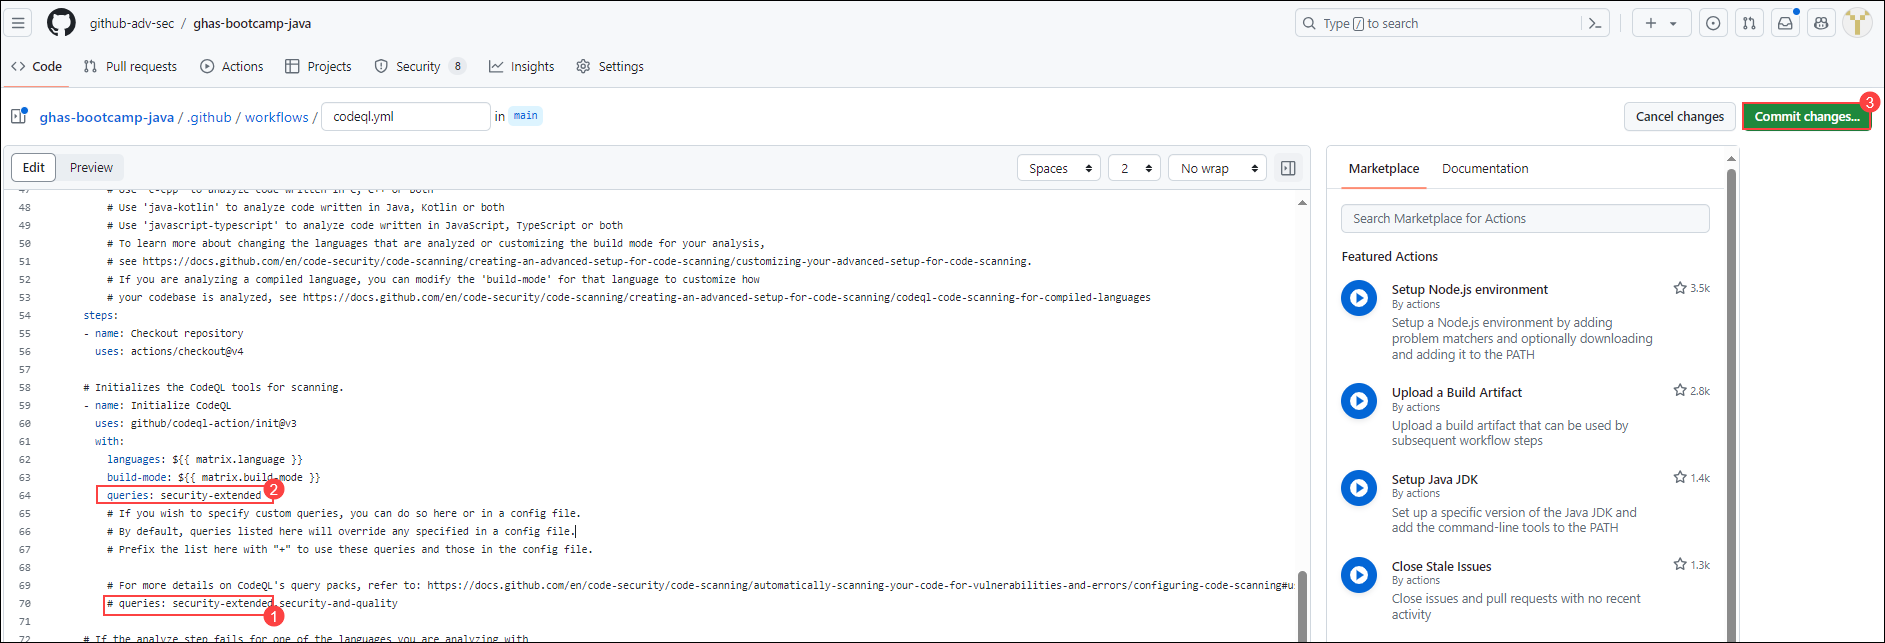 github-adv-sec / ghas-bootcamp-java
Type / to search
Code
Pull requests
Actions
Projects
Security 8
Insights
Settings
ghas-bootcamp-java / .github / workflows / codeql.yml in main
Cancel changes
Commit changes...
3
Edit
Preview
Spaces
2
No wrap
47 # Use 'c-cpp' to analyze code written in C, C++ or both
48 # Use 'java-kotlin' to analyze code written in Java, Kotlin or both
49 # Use 'javascript-typescript' to analyze code written in JavaScript, TypeScript or both
50 # To learn more about changing the languages that are analyzed or customizing the build mode for your analysis,
51 # see https://docs.github.com/en/code-security/code-scanning/creating-an-advanced-setup-for-code-scanning/customizing-your-advanced-setup-for-code-scanning.
52 # If you are analyzing a compiled language, you can modify the 'build-mode' for that language to customize how
53 # your codebase is analyzed, see https://docs.github.com/en/code-security/code-scanning/creating-an-advanced-setup-for-code-scanning/codeql-code-scanning-for-compiled-languages
54 steps:
55 - name: Checkout repository
56 uses: actions/checkout@v4
57
58 # Initializes the CodeQL tools for scanning.
59 - name: Initialize CodeQL
60 uses: github/codeql-action/init@v3
61 with:
62 languages: ${{ matrix.language }}
63 build-mode: ${{ matrix.build-mode }}
64 queries: security-extended
2
65 # If you wish to specify custom queries, you can do so here or in a config file.
66 # By default, queries listed here will override any specified in a config file.
67 # Prefix the list here with "+" to use these queries and those in the config file.
68
69 # For more details on CodeQL's query packs, refer to: https://docs.github.com/en/code-security/code-scanning/automatically-scanning-your-code-for-vulnerabilities-and-errors/configuring-code-scanning#us
70 # queries: security-extended,security-and-quality
1
71
72 # If the analyze step fails for one of the languages you are analyzing with
Marketplace
Documentation
Search Marketplace for Actions
Featured Actions
Setup Node.js environment
3.5k
By actions
Setup a Node.js environment by adding
problem matchers and optionally downloading
and adding it to the PATH
Upload a Build Artifact
2.8k
By actions
Upload a build artifact that can be used by
subsequent workflow steps
Setup Java JDK
1.4k
By actions
Set up a specific version of the Java JDK and
add the command-line tools to the PATH
Close Stale Issues
1.3k
By actions
Close issues and pull requests with no recent
activity